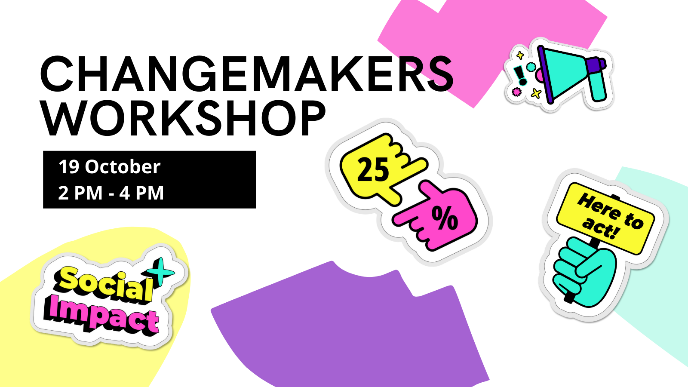 CHANGEMAKERS
WORKSHOP
19 October
2 PM - 4 PM
!
25
%
Here to
act!
Social
Impact